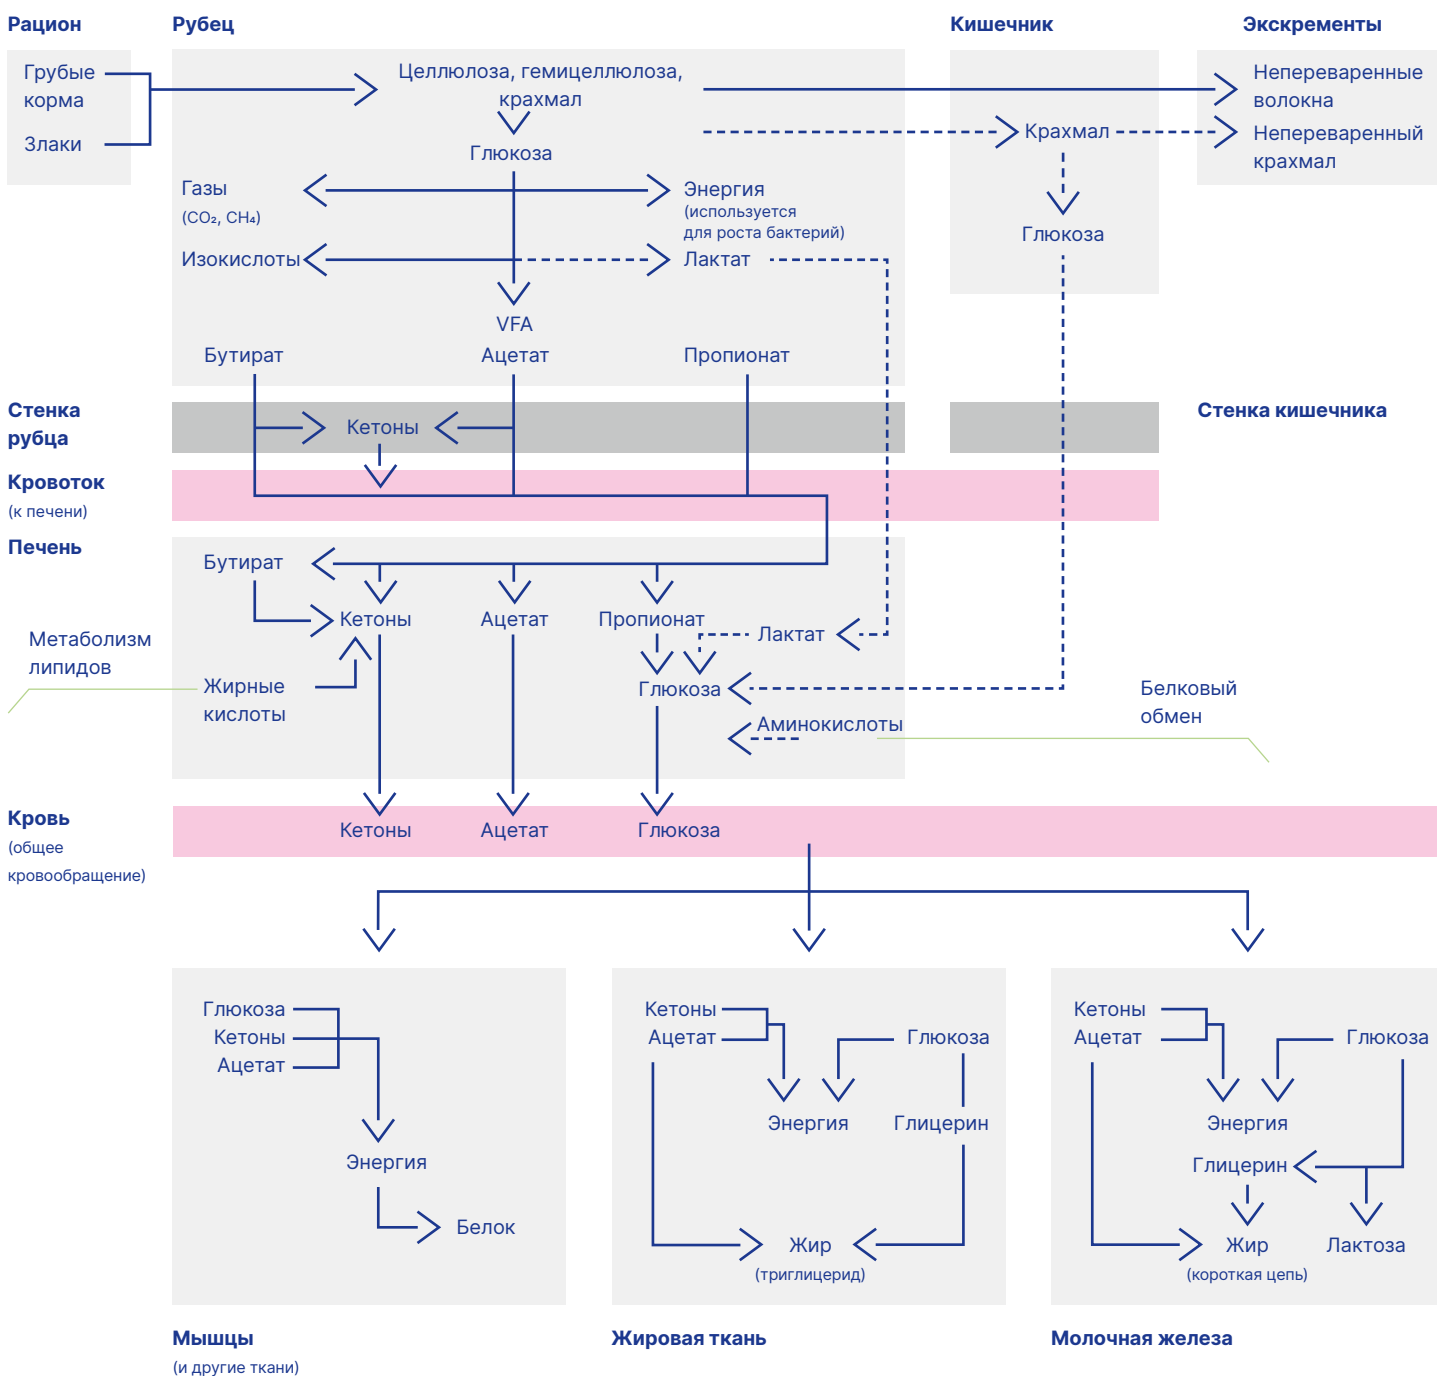 Рацион
Рубец
Кишечник
Экскременты
Грубые
корма
Злаки
Целлюлоза, гемицеллюлоза,
крахмал
Глюкоза
Газы
(CO₂, CH₄)
Энергия
(используется
для роста бактерий)
Изокислоты
Лактат
VFA
Бутират
Ацетат
Пропионат
Крахмал
Глюкоза
Непереваренные
волокна
Непереваренный
крахмал
Стенка
рубца
Кетоны
Стенка кишечника
Кровоток
(к печени)
Печень
Бутират
Кетоны
Ацетат
Пропионат
Лактат
Метаболизм
липидов
Жирные
кислоты
Глюкоза
Аминокислоты
Белковый
обмен
Кровь
(общее
кровообращение)
Кетоны
Ацетат
Глюкоза
Глюкоза
Кетоны
Ацетат
Энергия
Белок
Мышцы
(и другие ткани)
Кетоны
Ацетат
Глюкоза
Энергия
Глицерин
Жир
(триглицерид)
Жировая ткань
Кетоны
Ацетат
Глюкоза
Энергия
Глицерин
Жир
(короткая цепь)
Лактоза
Молочная железа